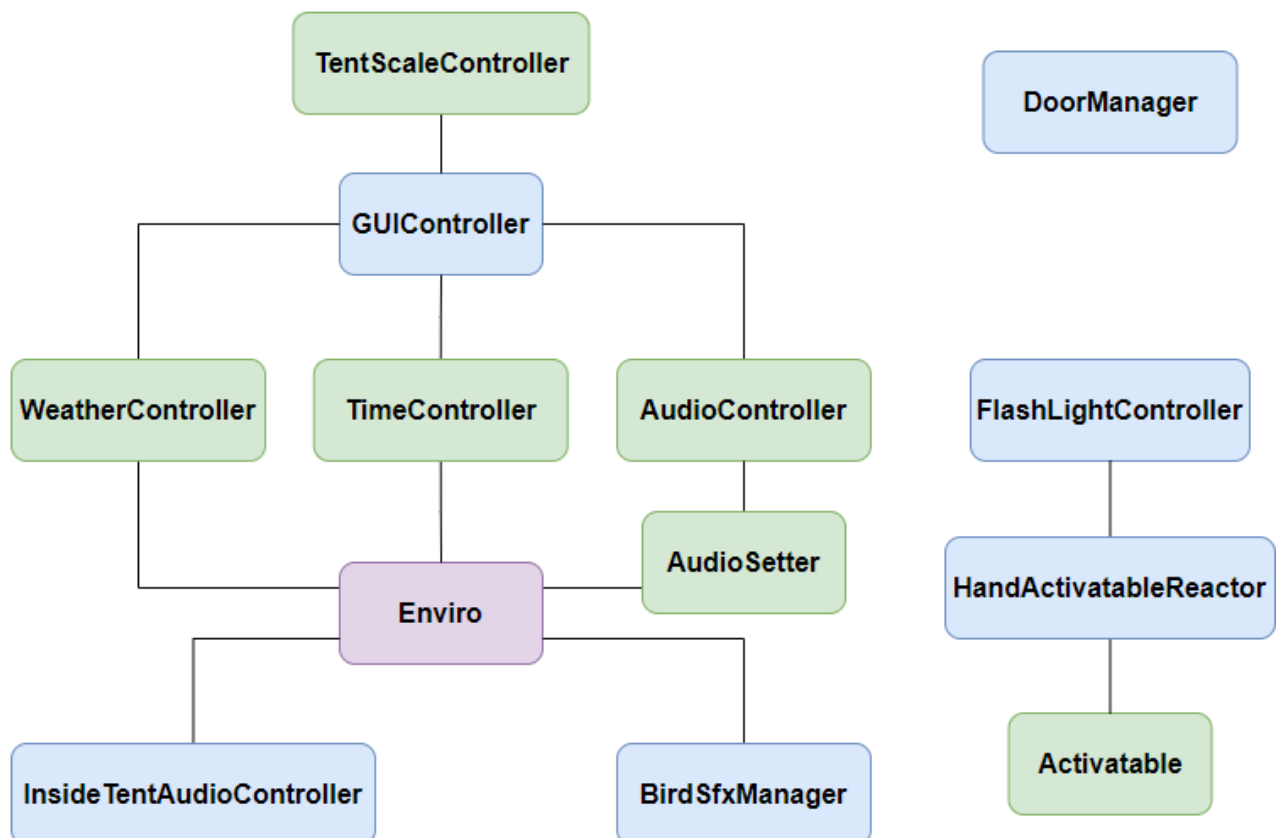 TentScaleController
DoorManager
GUIController
WeatherController
TimeController
AudioController
FlashLightController
AudioSetter
HandActivatableReactor
Enviro
Activatable
InsideTentAudioController
BirdSfxManager